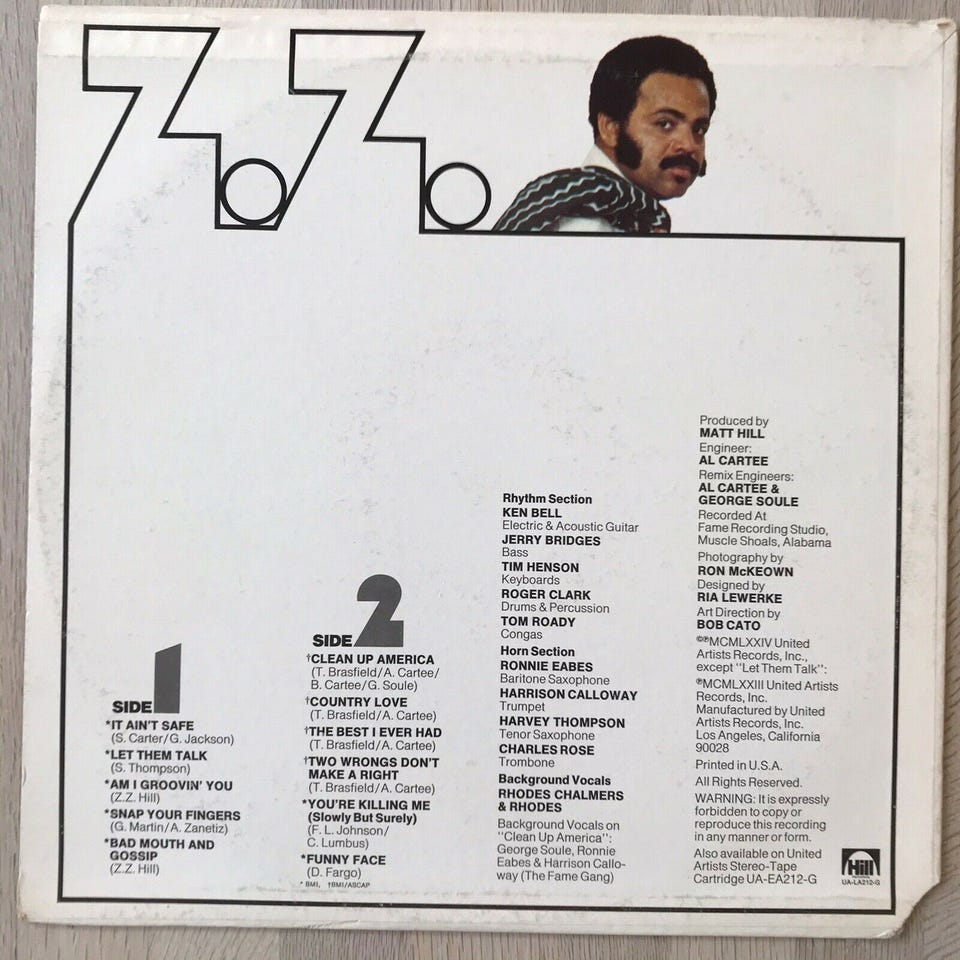 Z.Z.
SIDE 1
*IT AIN'T SAFE
(S. Carter/G. Jackson)
*LET THEM TALK
(S. Thompson)
*AM I GROOVIN' YOU
(Z.Z. Hill)
*SNAP YOUR FINGERS
(G. Martin/A. Zanetiz)
*BAD MOUTH AND
GOSSIP
(Z.Z. Hill)
SIDE 2
†CLEAN UP AMERICA
(T. Brasfield/A. Cartee/
B. Cartee/G. Soule)
†COUNTRY LOVE
(T. Brasfield/A. Cartee)
†THE BEST I EVER HAD
(T. Brasfield/A. Cartee)
†TWO WRONGS DON'T
MAKE A RIGHT
(T. Brasfield/A. Cartee)
*YOU'RE KILLING ME
(Slowly But Surely)
(F. L. Johnson/
C. Lumbus)
*FUNNY FACE
(D. Fargo)
* BMI, †BMI/ASCAP
Rhythm Section
KEN BELL
Electric & Acoustic Guitar
JERRY BRIDGES
Bass
TIM HENSON
Keyboards
ROGER CLARK
Drums & Percussion
TOM ROADY
Congas
Horn Section
RONNIE EABES
Baritone Saxophone
HARRISON CALLOWAY
Trumpet
HARVEY THOMPSON
Tenor Saxophone
CHARLES ROSE
Trombone
Background Vocals
RHODES CHALMERS
& RHODES
Background Vocals on
"Clean Up America":
George Soule, Ronnie
Eabes & Harrison Callo-
way (The Fame Gang)
Produced by
MATT HILL
Engineer:
AL CARTEE
Remix Engineers:
AL CARTEE &
GEORGE SOULE
Recorded At
Fame Recording Studio,
Muscle Shoals, Alabama
Photography by
RON McKEOWN
Designed by
RIA LEWERKE
Art Direction by
BOB CATO
©℗MCMLXXIV United
Artists Records, Inc.,
except "Let Them Talk":
℗MCMLXXIII United Artists
Records, Inc.
Manufactured by United
Artists Records, Inc.
Los Angeles, California
90028
Printed in U.S.A.
All Rights Reserved.
WARNING: It is expressly
forbidden to copy or
reproduce this recording
in any manner or form.
Also available on United
Artists Stereo-Tape
Cartridge UA-EA212-G
Hill
UA-LA212-G